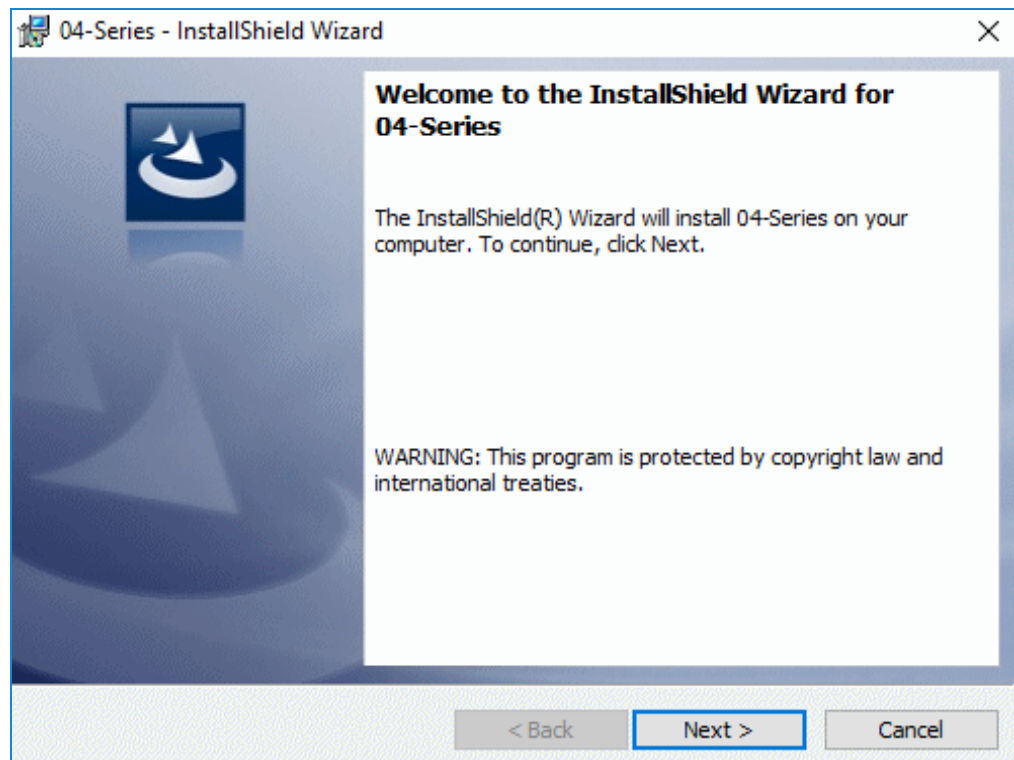 04-Series - InstallShield Wizard
Welcome to the InstallShield Wizard for
04-Series
The InstallShield(R) Wizard will install 04-Series on your
computer. To continue, click Next.
WARNING: This program is protected by copyright law and
international treaties.
< Back
Next >
Cancel